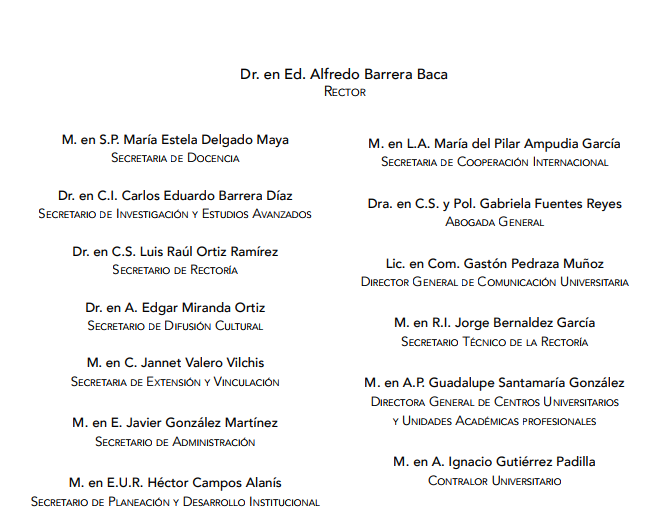 Dr. en Ed. Alfredo Barrera Baca
Rector
M. en S.P. María Estela Delgado Maya
Secretaria de Docencia
Dr. en C.I. Carlos Eduardo Barrera Díaz
Secretario de Investigación y Estudios Avanzados
Dr. en C.S. Luis Raúl Ortiz Ramírez
Secretario de Rectoría
Dr. en A. Edgar Miranda Ortiz
Secretario de Difusión Cultural
M. en C. Jannet Valero Vilchis
Secretaria de Extensión y Vinculación
M. en E. Javier González Martínez
Secretario de Administración
M. en E.U.R. Héctor Campos Alanís
Secretario de Planeación y Desarrollo Institucional
M. en L.A. María del Pilar Ampudia García
Secretaria de Cooperación Internacional
Dra. en C.S. y Pol. Gabriela Fuentes Reyes
Abogada General
Lic. en Com. Gastón Pedraza Muñoz
Director General de Comunicación Universitaria
M. en R.I. Jorge Bernaldez García
Secretario Técnico de la Rectoría
M. en A.P. Guadalupe Santamaría González
Directora General de Centros Universitarios
y Unidades Académicas profesionales
M. en A. Ignacio Gutiérrez Padilla
Contralor Universitario